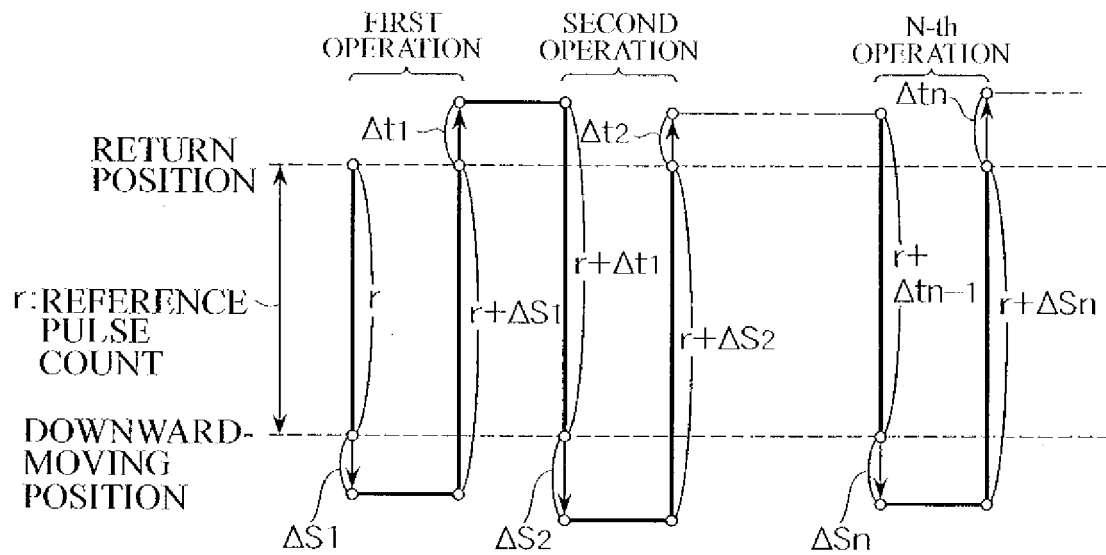 FIRST
OPERATION
SECOND
OPERATION
N-th
OPERATION
Δt1
Δt2
Δtn
RETURN
POSITION
r:REFERENCE
PULSE
COUNT
r
r+ΔS1
r+Δt1
r+ΔS2
r+
Δtn-1
r+ΔSn
DOWNWARD-
MOVING
POSITION
ΔS1
ΔS2
ΔSn